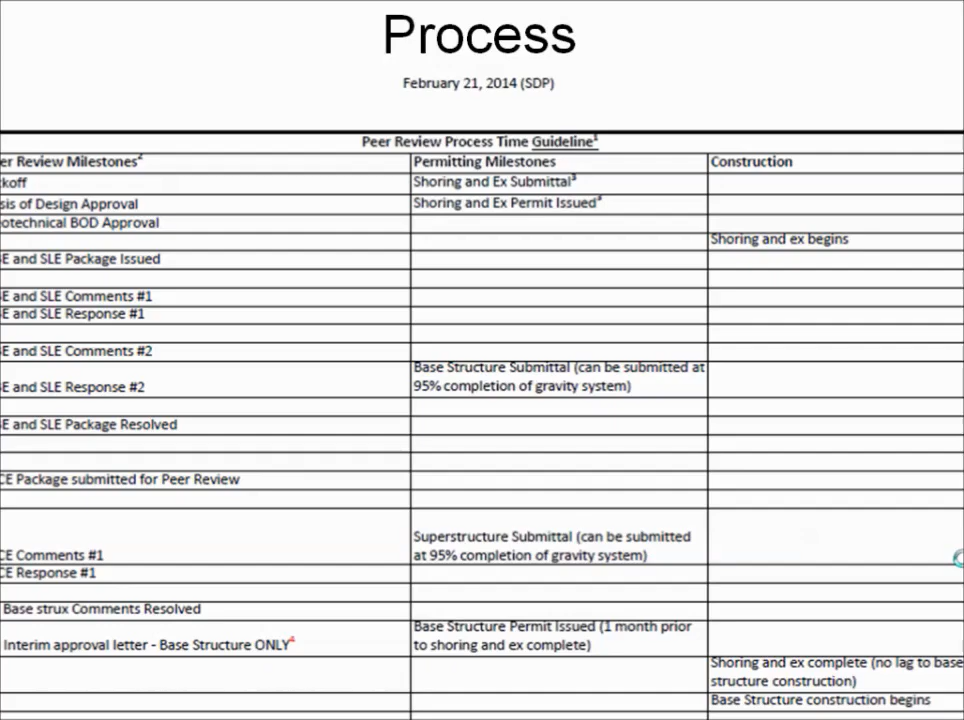 Process
February 21, 2014 (SDP)
Peer Review Process Time Guideline¹
er Review Milestones² Permitting Milestones Construction
koff Shoring and Ex Submittal³
sis of Design Approval Shoring and Ex Permit Issued³
otechnical BOD Approval
Shoring and ex begins
E and SLE Package Issued
E and SLE Comments #1
E and SLE Response #1
E and SLE Comments #2
Base Structure Submittal (can be submitted at
E and SLE Response #2 95% completion of gravity system)
E and SLE Package Resolved
CE Package submitted for Peer Review
Superstructure Submittal (can be submitted
CE Comments #1 at 95% completion of gravity system)
CE Response #1
Base strux Comments Resolved
Base Structure Permit Issued (1 month prior
Interim approval letter - Base Structure ONLY⁴ to shoring and ex complete)
Shoring and ex complete (no lag to base
structure construction)
Base Structure construction begins